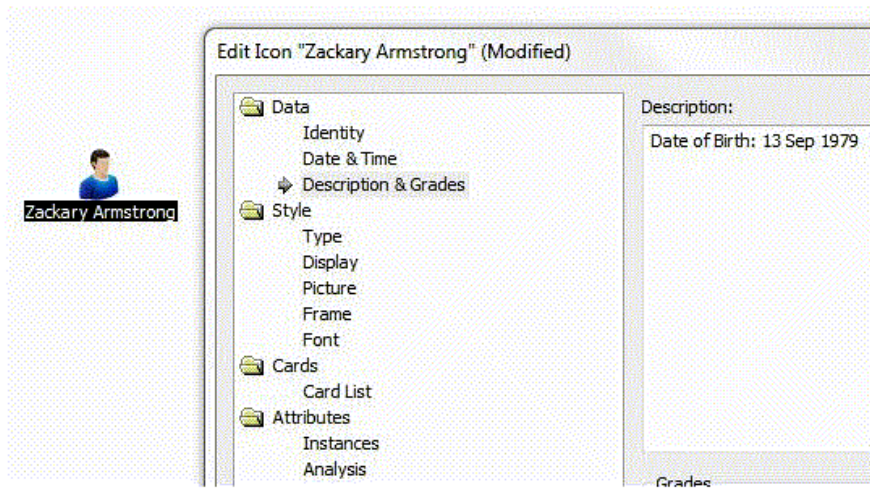 Edit Icon "Zackary Armstrong" (Modified)
Data
Identity
Date & Time
Description & Grades
Style
Type
Display
Picture
Frame
Font
Cards
Card List
Attributes
Instances
Analysis
Description:
Date of Birth: 13 Sep 1979
Grades
Zackary Armstrong